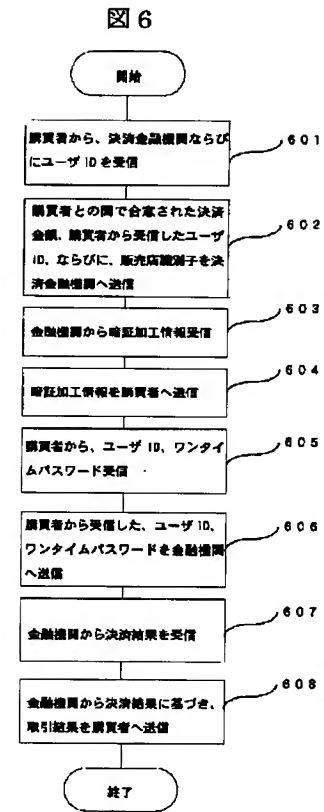 図6
開始
購買者から、決済金融機関ならび
にユーザ ID を受信
601
購買者との間で合意された決済
金額、購買者から受信したユーザ
ID、ならびに、販売店識別子を決
済金融機関へ送信
602
金融機関から暗証加工情報受信
603
暗証加工情報を購買者へ送信
604
購買者から、ユーザ ID、ワンタイ
ムパスワード受信
605
購買者から受信した、ユーザ ID、
ワンタイムパスワードを金融機関
へ送信
606
金融機関から決済結果を受信
607
金融機関から決済結果に基づき、
取引結果を購買者へ送信
608
終了